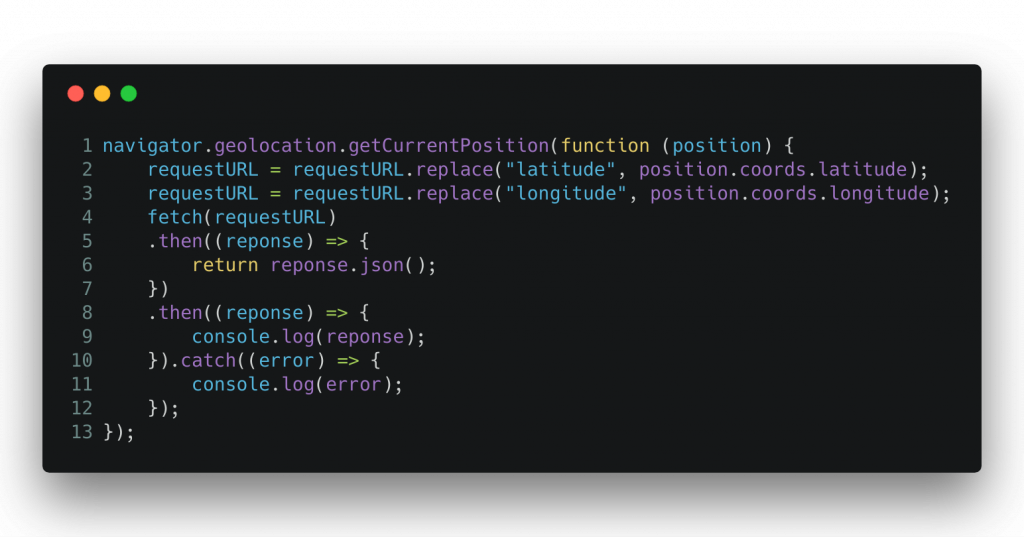 1 navigator.geolocation.getCurrentPosition(function (position) {
2     requestURL = requestURL.replace("latitude", position.coords.latitude);
3     requestURL = requestURL.replace("longitude", position.coords.longitude);
4     fetch(requestURL)
5     .then((reponse) => {
6         return reponse.json();
7     })
8     .then((reponse) => {
9         console.log(reponse);
10     }).catch((error) => {
11         console.log(error);
12     });
13 });